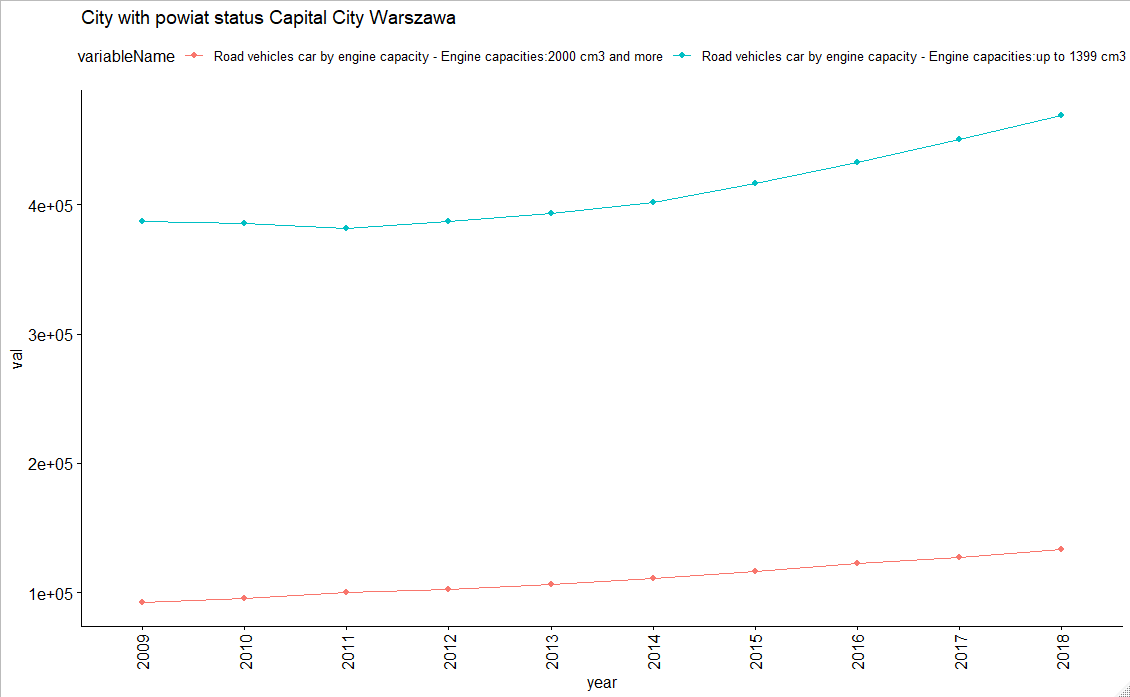 City with powiat status Capital City Warszawa
variableName Road vehicles car by engine capacity - Engine capacities:2000 cm3 and more Road vehicles car by engine capacity - Engine capacities:up to 1399 cm3
4e+05
3e+05
val
2e+05
1e+05
2009 2010 2011 2012 2013 2014 2015 2016 2017 2018
year